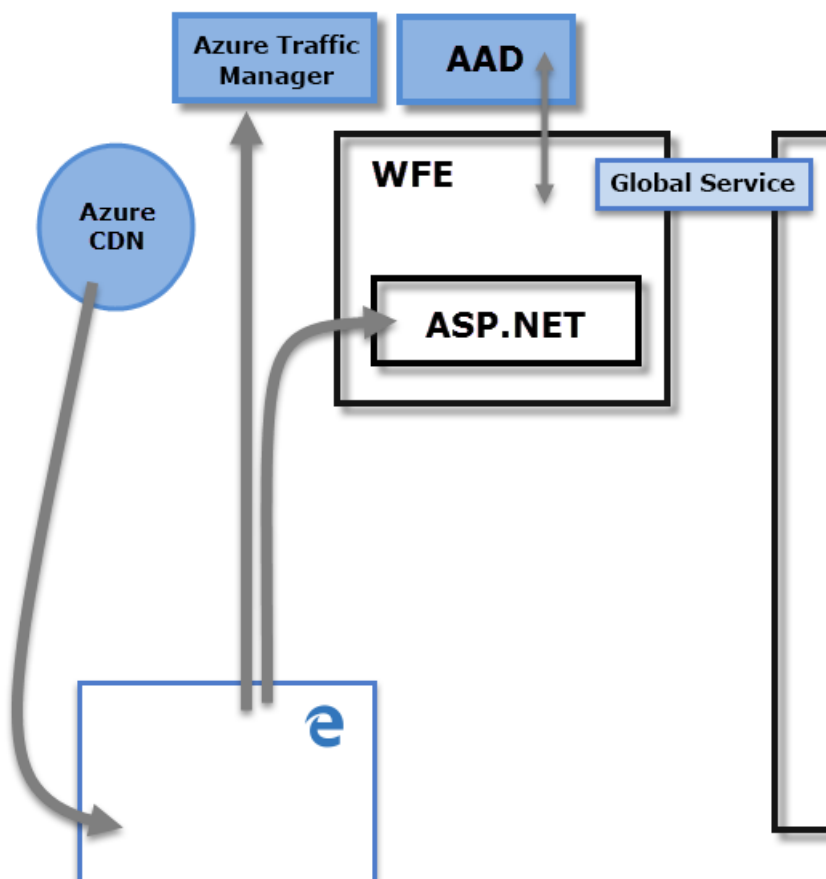 Azure Traffic
Manager
AAD
WFE
Global Service
Azure
CDN
ASP.NET